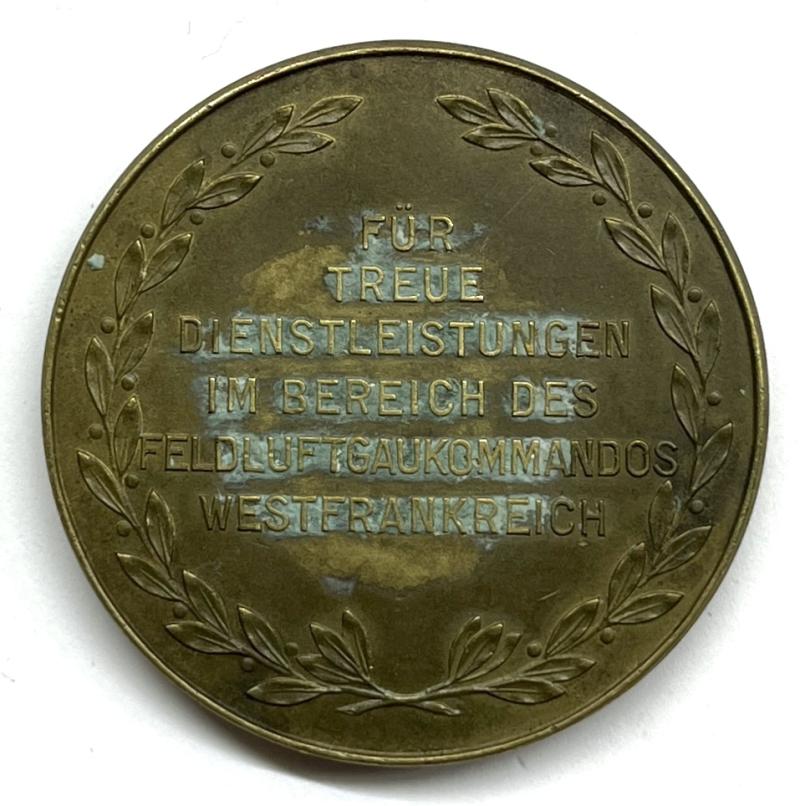 FÜR
TREUE
DIENSTLEISTUNGEN
IM BEREICH DES
FELDLUFTGAUKOMMANDOS
WESTFRANKREICH